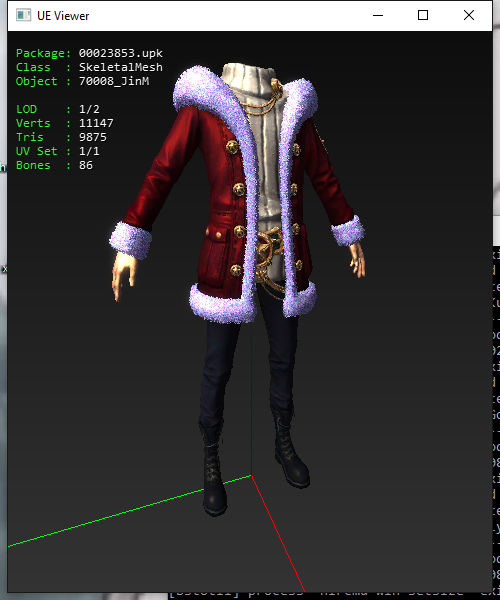 UE Viewer
Package: 00023853.upk
Class : SkeletalMesh
Object : 70008_JinM
LOD : 1/2
Verts : 11147
Tris : 9875
UV Set : 1/1
Bones : 86